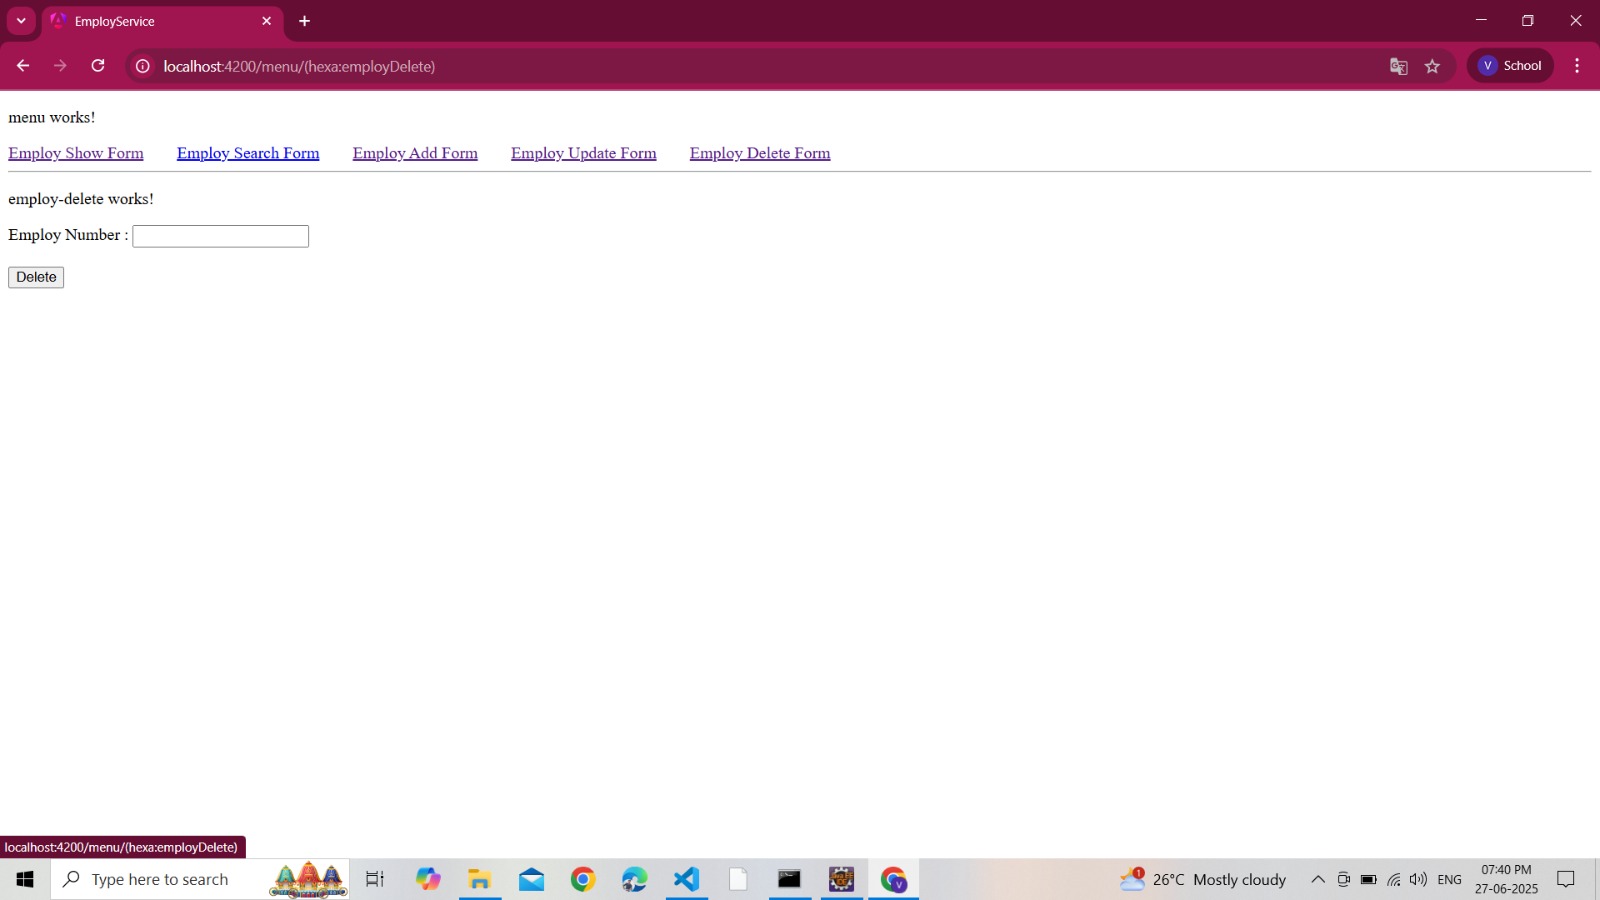 EmployService
localhost:4200/menu/(hexa:employDelete)
V School
menu works!
Employ Show Form Employ Search Form Employ Add Form Employ Update Form Employ Delete Form
employ-delete works!
Employ Number :
Delete
localhost:4200/menu/(hexa:employDelete)
Type here to search
V
1
26°C Mostly cloudy
ENG
07:40 PM
27-06-2025